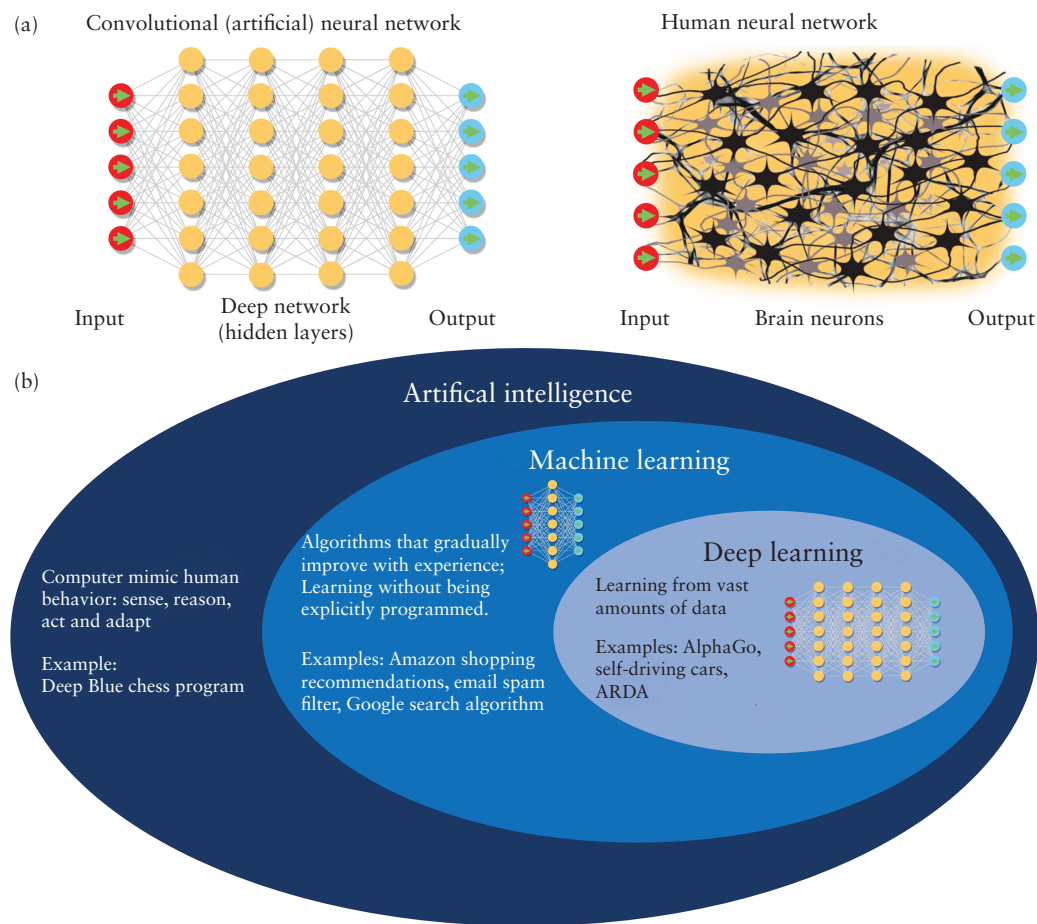 (a)
Convolutional (artificial) neural network
Human neural network
Input
Deep network
(hidden layers)
Output
Input
Brain neurons
Output
(b)
Artifical intelligence
Machine learning
Algorithms that gradually
improve with experience;
Learning without being
explicitly programmed.
Examples: Amazon shopping
recommendations, email spam
filter, Google search algorithm
Deep learning
Learning from vast
amounts of data
Examples: AlphaGo,
self-driving cars,
ARDA
Computer mimic human
behavior: sense, reason,
act and adapt
Example:
Deep Blue chess program